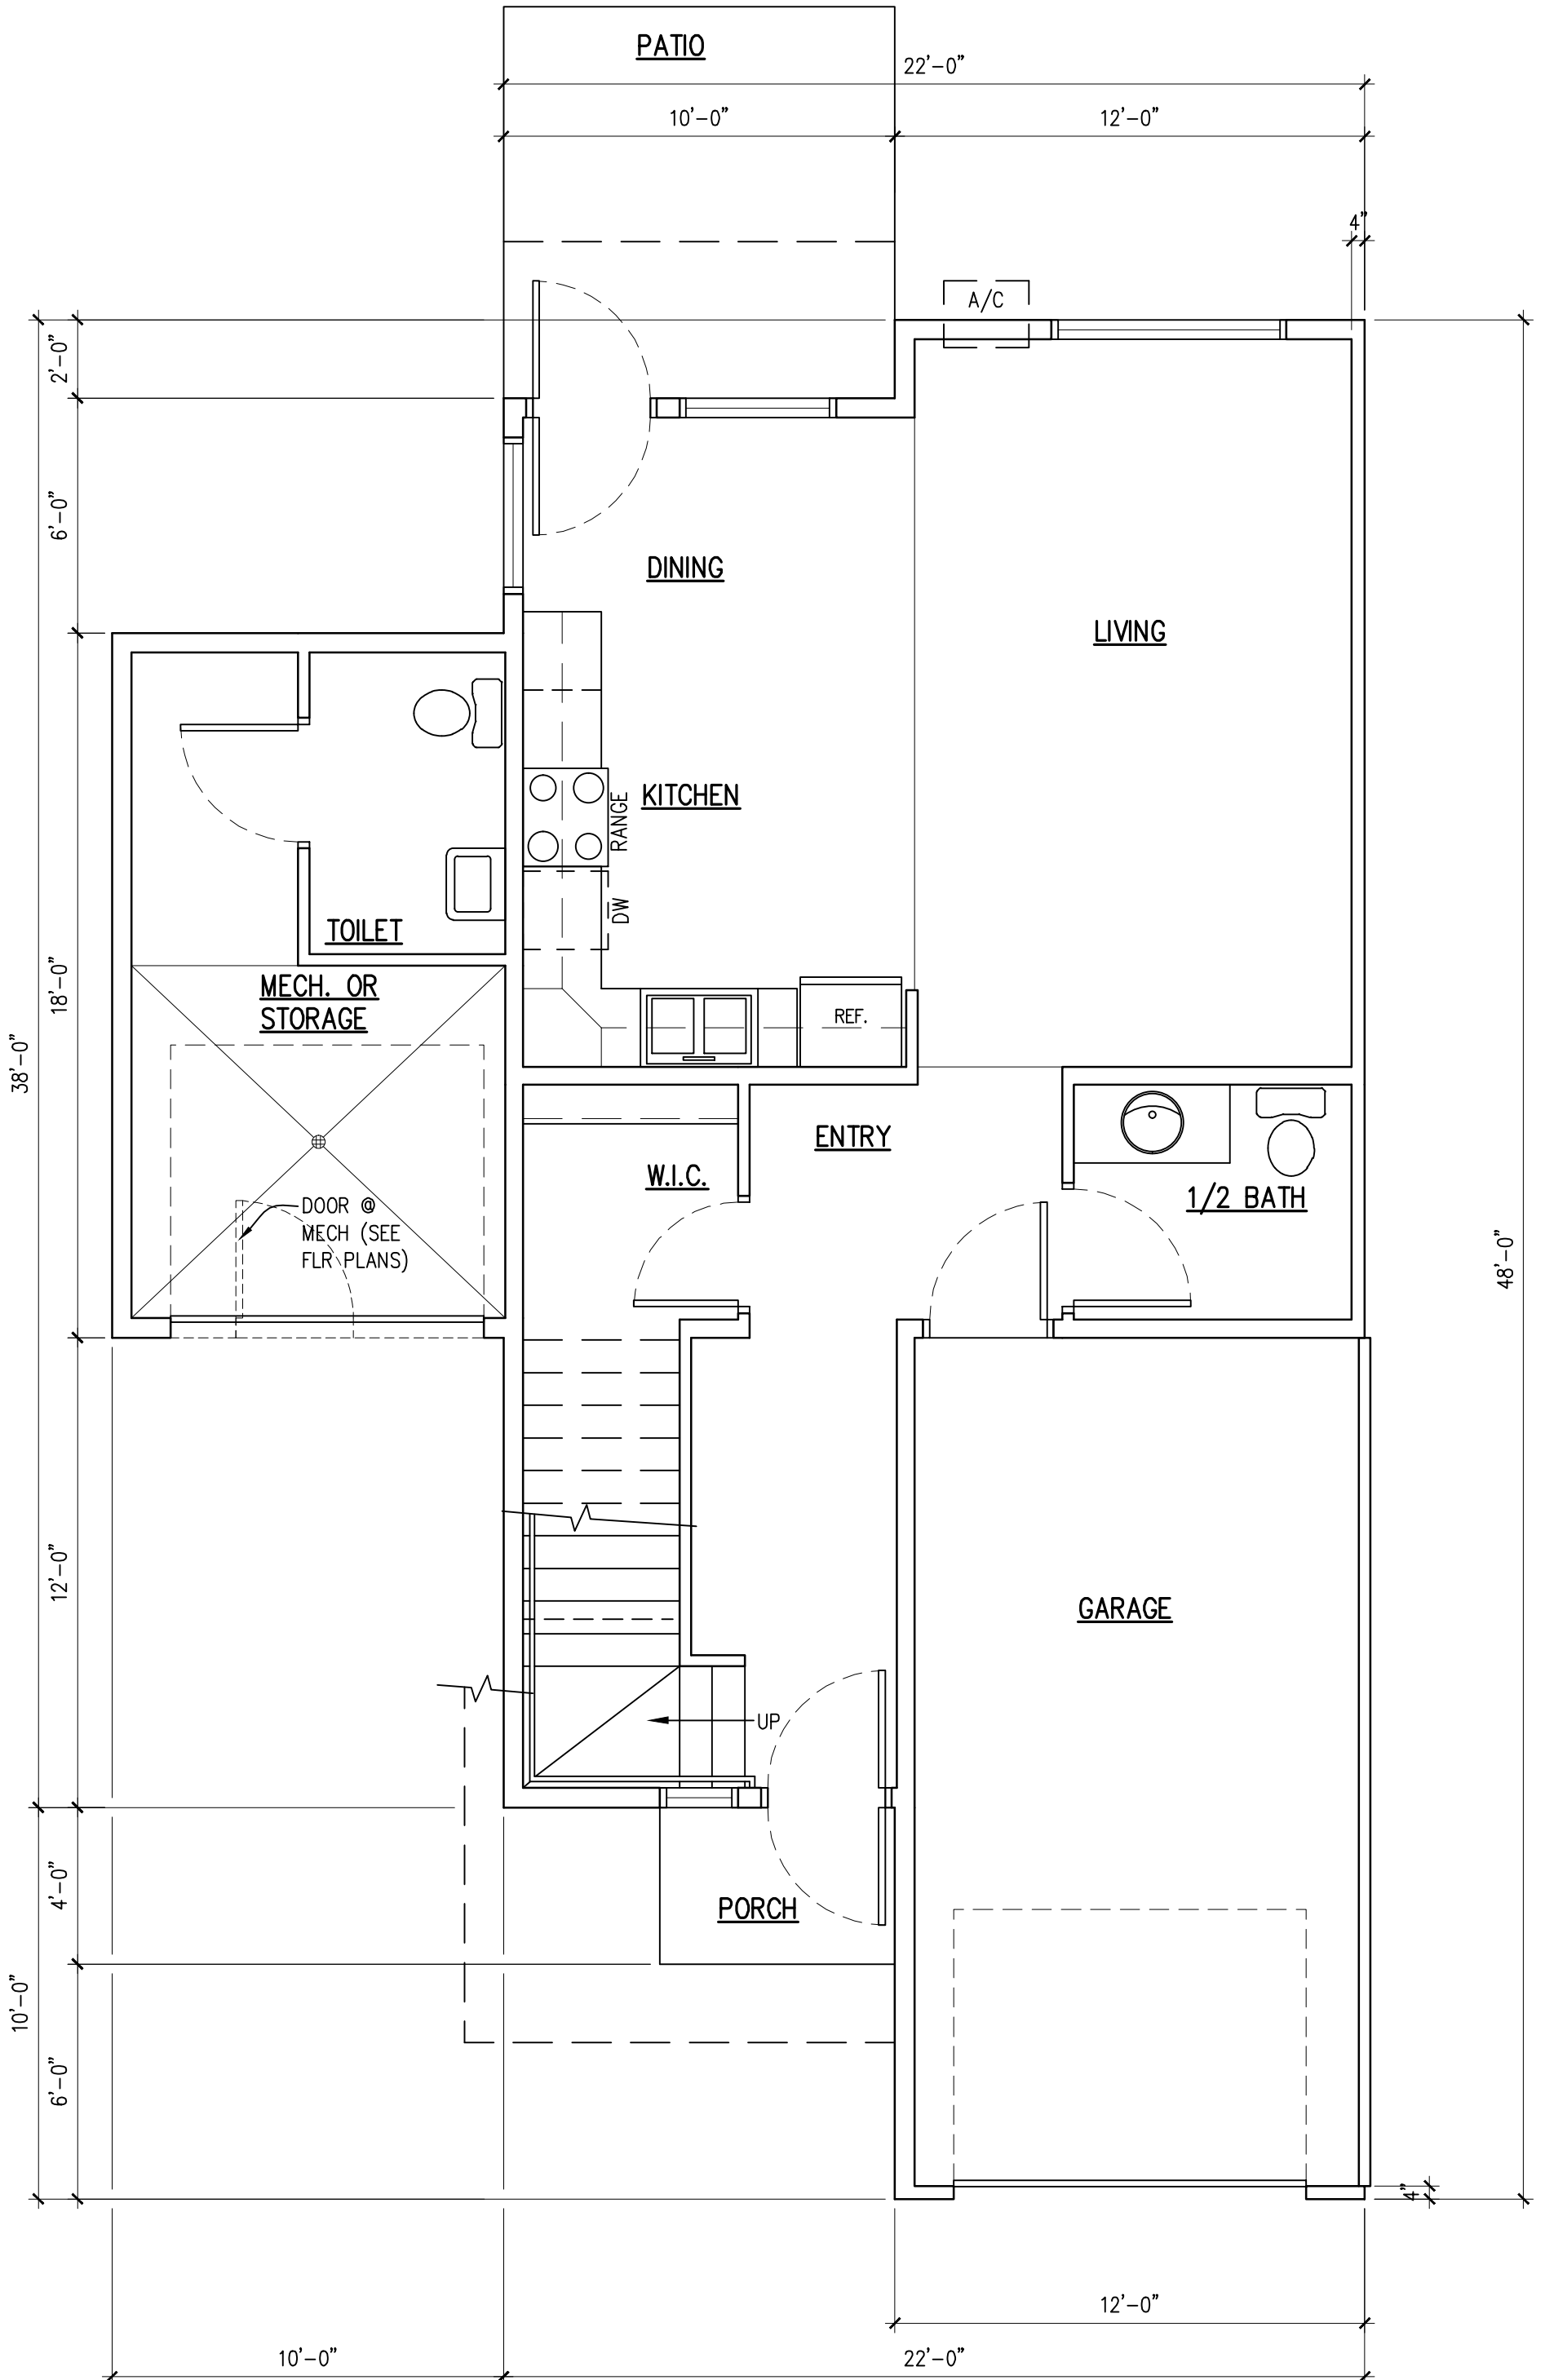 PATIO
22'-0"
10'-0"
12'-0"
4"
A/C
2'-0"
6'-0"
DINING
LIVING
KITCHEN
RANGE
DW
TOILET
MECH. OR
STORAGE
REF.
18'-0"
38'-0"
ENTRY
W.I.C.
1/2 BATH
DOOR @
MECH (SEE
FLR PLANS)
48'-0"
12'-0"
GARAGE
UP
PORCH
4'-0"
10'-0"
6'-0"
4"
12'-0"
10'-0"
22'-0"